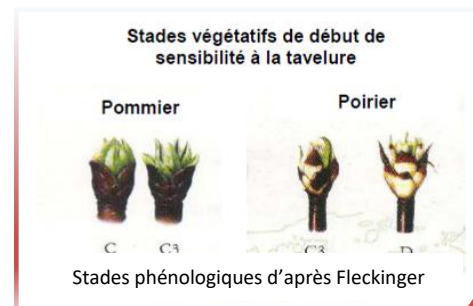 Stades végétatifs de début de
sensibilité à la tavelure
Pommier
Poirier
C C3
C3 D
Stades phénologiques d'après Fleckinger